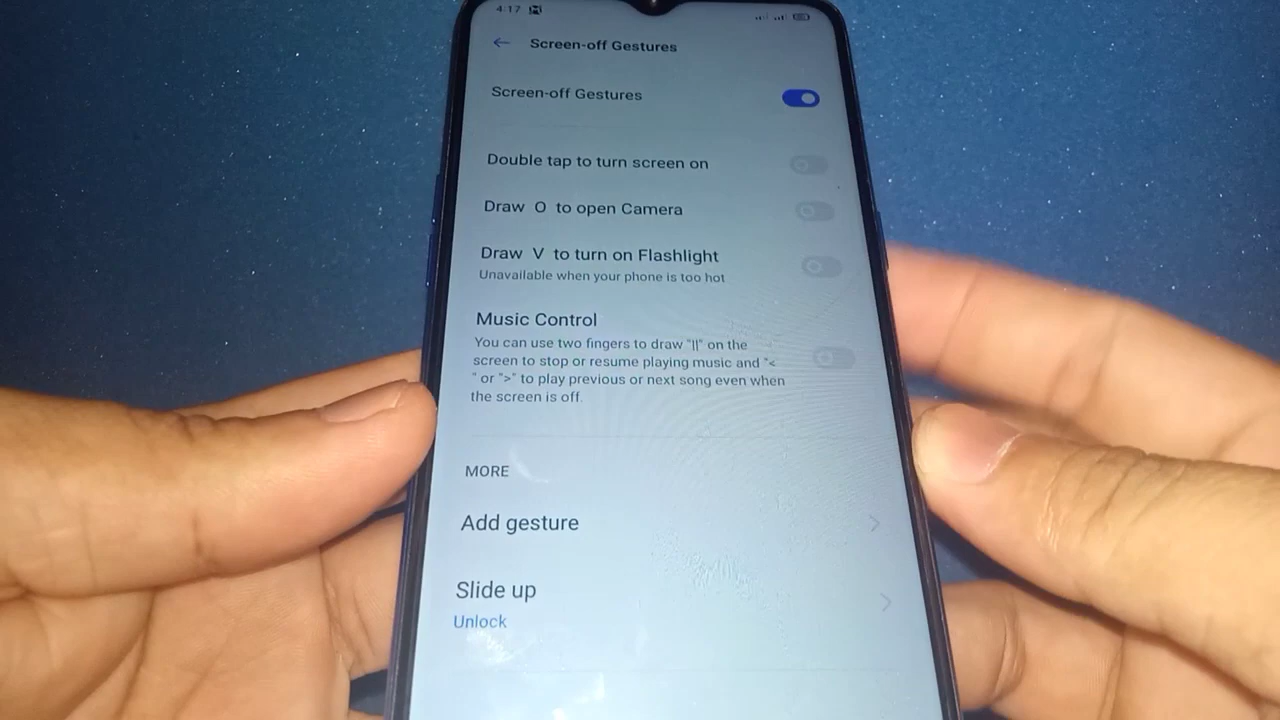 4:17
Screen-off Gestures
Screen-off Gestures
Double tap to turn screen on
Draw O to open Camera
Draw V to turn on Flashlight
Unavailable when your phone is too hot
Music Control
You can use two fingers to draw "||" on the
screen to stop or resume playing music and "<
" or ">" to play previous or next song even when
the screen is off.
MORE
Add gesture
Slide up
Unlock